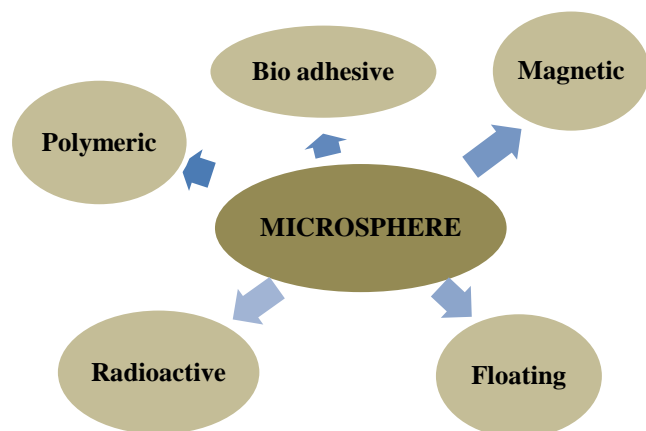 Bio adhesive
Magnetic
Polymeric
MICROSPHERE
Radioactive
Floating